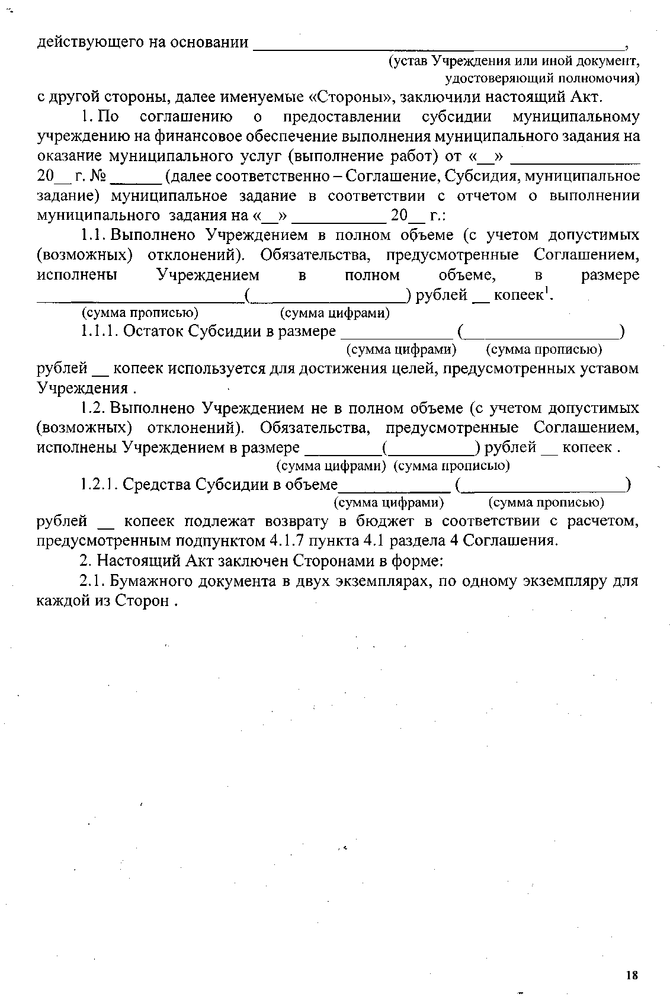 действующего на основании ____________________________________________,
(устав Учреждения или иной документ,
удостоверяющий полномочия)
с другой стороны, далее именуемые «Стороны», заключили настоящий Акт.
1. По соглашению о предоставлении субсидии муниципальному
учреждению на финансовое обеспечение выполнения муниципального задания на
оказание муниципального услуг (выполнение работ) от «__» _______________
20__ г. № ______ (далее соответственно – Соглашение, Субсидия, муниципальное
задание) муниципальное задание в соответствии с отчетом о выполнении
муниципального задания на «__» ___________ 20__ г.:
1.1. Выполнено Учреждением в полном объеме (с учетом допустимых
(возможных) отклонений). Обязательства, предусмотренные Соглашением,
исполнены Учреждением в полном объеме, в размере
________________________(__________________) рублей __ копеек¹.
(сумма прописью) (сумма цифрами)
1.1.1. Остаток Субсидии в размере _____________ (__________________)
(сумма цифрами) (сумма прописью)
рублей __ копеек используется для достижения целей, предусмотренных уставом
Учреждения .
1.2. Выполнено Учреждением не в полном объеме (с учетом допустимых
(возможных) отклонений). Обязательства, предусмотренные Соглашением,
исполнены Учреждением в размере _________(__________) рублей __ копеек .
(сумма цифрами) (сумма прописью)
1.2.1. Средства Субсидии в объеме_____________ (___________________)
(сумма цифрами) (сумма прописью)
рублей __ копеек подлежат возврату в бюджет в соответствии с расчетом,
предусмотренным подпунктом 4.1.7 пункта 4.1 раздела 4 Соглашения.
2. Настоящий Акт заключен Сторонами в форме:
2.1. Бумажного документа в двух экземплярах, по одному экземпляру для
каждой из Сторон .
18